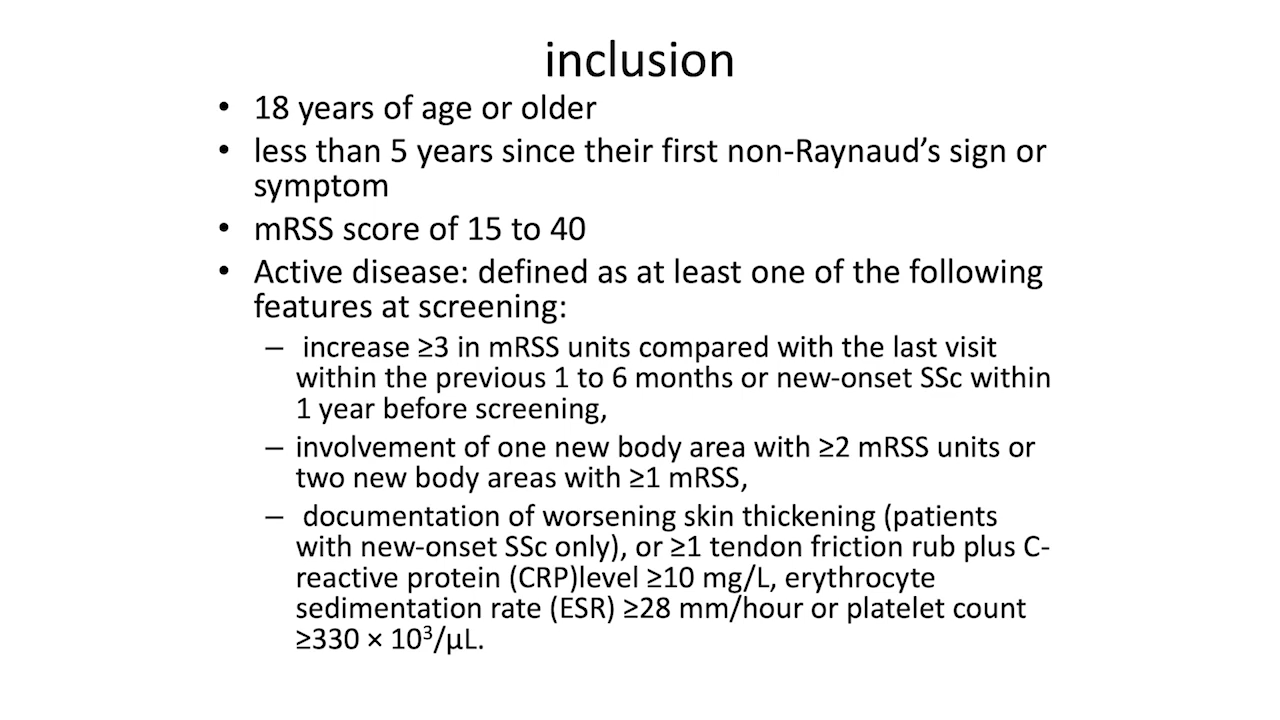 inclusion
• 18 years of age or older
• less than 5 years since their first non-Raynaud’s sign or
symptom
• mRSS score of 15 to 40
• Active disease: defined as at least one of the following
features at screening:
– increase ≥3 in mRSS units compared with the last visit
within the previous 1 to 6 months or new-onset SSc within
1 year before screening,
– involvement of one new body area with ≥2 mRSS units or
two new body areas with ≥1 mRSS,
– documentation of worsening skin thickening (patients
with new-onset SSc only), or ≥1 tendon friction rub plus C-
reactive protein (CRP)level ≥10 mg/L, erythrocyte
sedimentation rate (ESR) ≥28 mm/hour or platelet count
≥330 × 10³/µL.